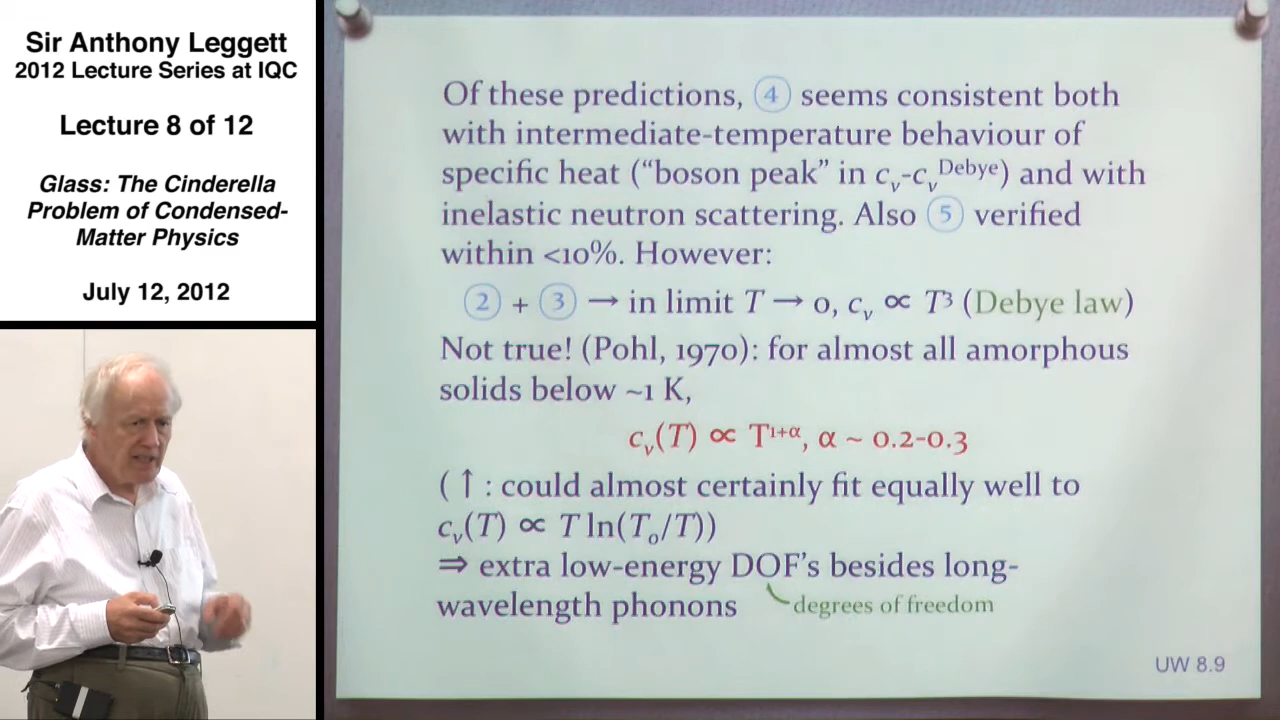 Sir Anthony Leggett
2012 Lecture Series at IQC
Lecture 8 of 12
Glass: The Cinderella
Problem of Condensed-
Matter Physics
July 12, 2012
Of these predictions, ④ seems consistent both
with intermediate-temperature behaviour of
specific heat (“boson peak” in cᵥ-cᵥᴰᵉᵇʸᵉ) and with
inelastic neutron scattering. Also ⑤ verified
within <10%. However:
② + ③ → in limit T → 0, cᵥ ∝ T³ (Debye law)
Not true! (Pohl, 1970): for almost all amorphous
solids below ~1 K,
cᵥ(T) ∝ T¹⁺ᵅ, α ~ 0.2-0.3
(↑: could almost certainly fit equally well to
cᵥ(T) ∝ T ln(T₀/T))
⇒ extra low-energy DOF's besides long-
wavelength phonons
degrees of freedom
UW 8.9